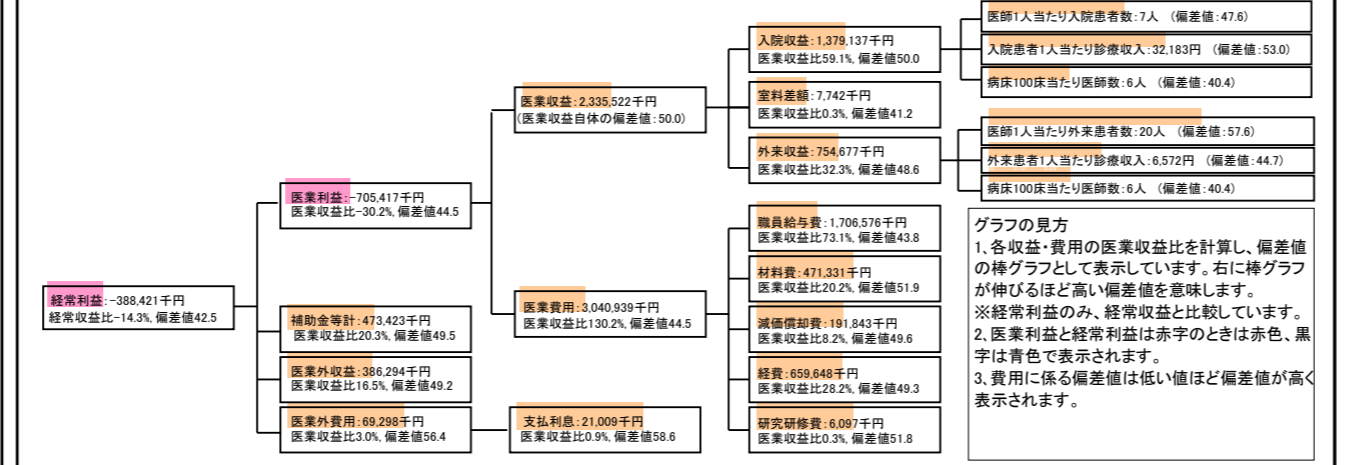 経常利益:-388,421千円
経常収益比-14.3%, 偏差値42.5
医業利益:-705,417千円
医業収益比-30.2%, 偏差値44.5
補助金等計:473,423千円
医業収益比20.3%, 偏差値49.5
医業外収益:386,294千円
医業収益比16.5%, 偏差値49.2
医業外費用:69,298千円
医業収益比3.0%, 偏差値56.4
支払利息:21,009千円
医業収益比0.9%, 偏差値58.6
医業収益:2,335,522千円
(医業収益自体の偏差値:50.0)
医業費用:3,040,939千円
医業収益比130.2%, 偏差値44.5
入院収益:1,379,137千円
医業収益比59.1%, 偏差値50.0
室料差額:7,742千円
医業収益比0.3%, 偏差値41.2
外来収益:754,677千円
医業収益比32.3%, 偏差値48.6
職員給与費:1,706,576千円
医業収益比73.1%, 偏差値43.8
材料費:471,331千円
医業収益比20.2%, 偏差値51.9
減価償却費:191,843千円
医業収益比8.2%, 偏差値49.6
経費:659,648千円
医業収益比28.2%, 偏差値49.3
研究研修費:6,097千円
医業収益比0.3%, 偏差値51.8
医師1人当たり入院患者数:7人 (偏差値:47.6)
入院患者1人当たり診療収入:32,183円 (偏差値:53.0)
病床100床当たり医師数:6人 (偏差値:40.4)
医師1人当たり外来患者数:20人 (偏差値:57.6)
外来患者1人当たり診療収入:6,572円 (偏差値:44.7)
病床100床当たり医師数:6人 (偏差値:40.4)
グラフの見方
1、各収益・費用の医業収益比を計算し、偏差値
の棒グラフとして表示しています。右に棒グラフ
が伸びるほど高い偏差値を意味します。
※経常利益のみ、経常収益と比較しています。
2、医業利益と経常利益は赤字のときは赤色、黒
字は青色で表示されます。
3、費用に係る偏差値は低い値ほど偏差値が高く
表示されます。